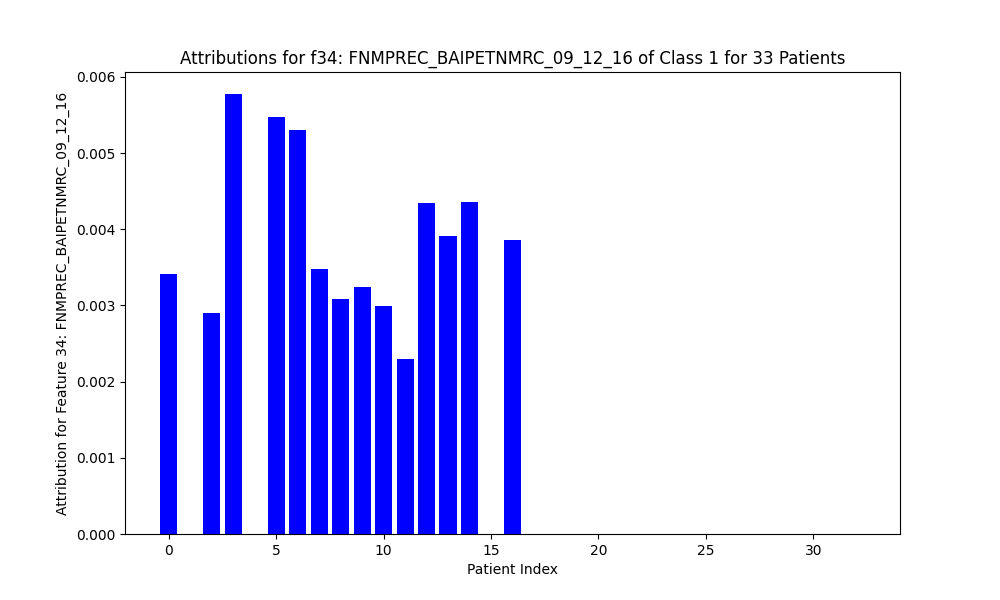 Attributions for f34: FNMPREC_BAIPETNMRC_09_12_16 of Class 1 for 33 Patients
Attribution for Feature 34: FNMPREC_BAIPETNMRC_09_12_16
0.006
0.005
0.004
0.003
0.002
0.001
0.000
0 5 10 15 20 25 30
Patient Index